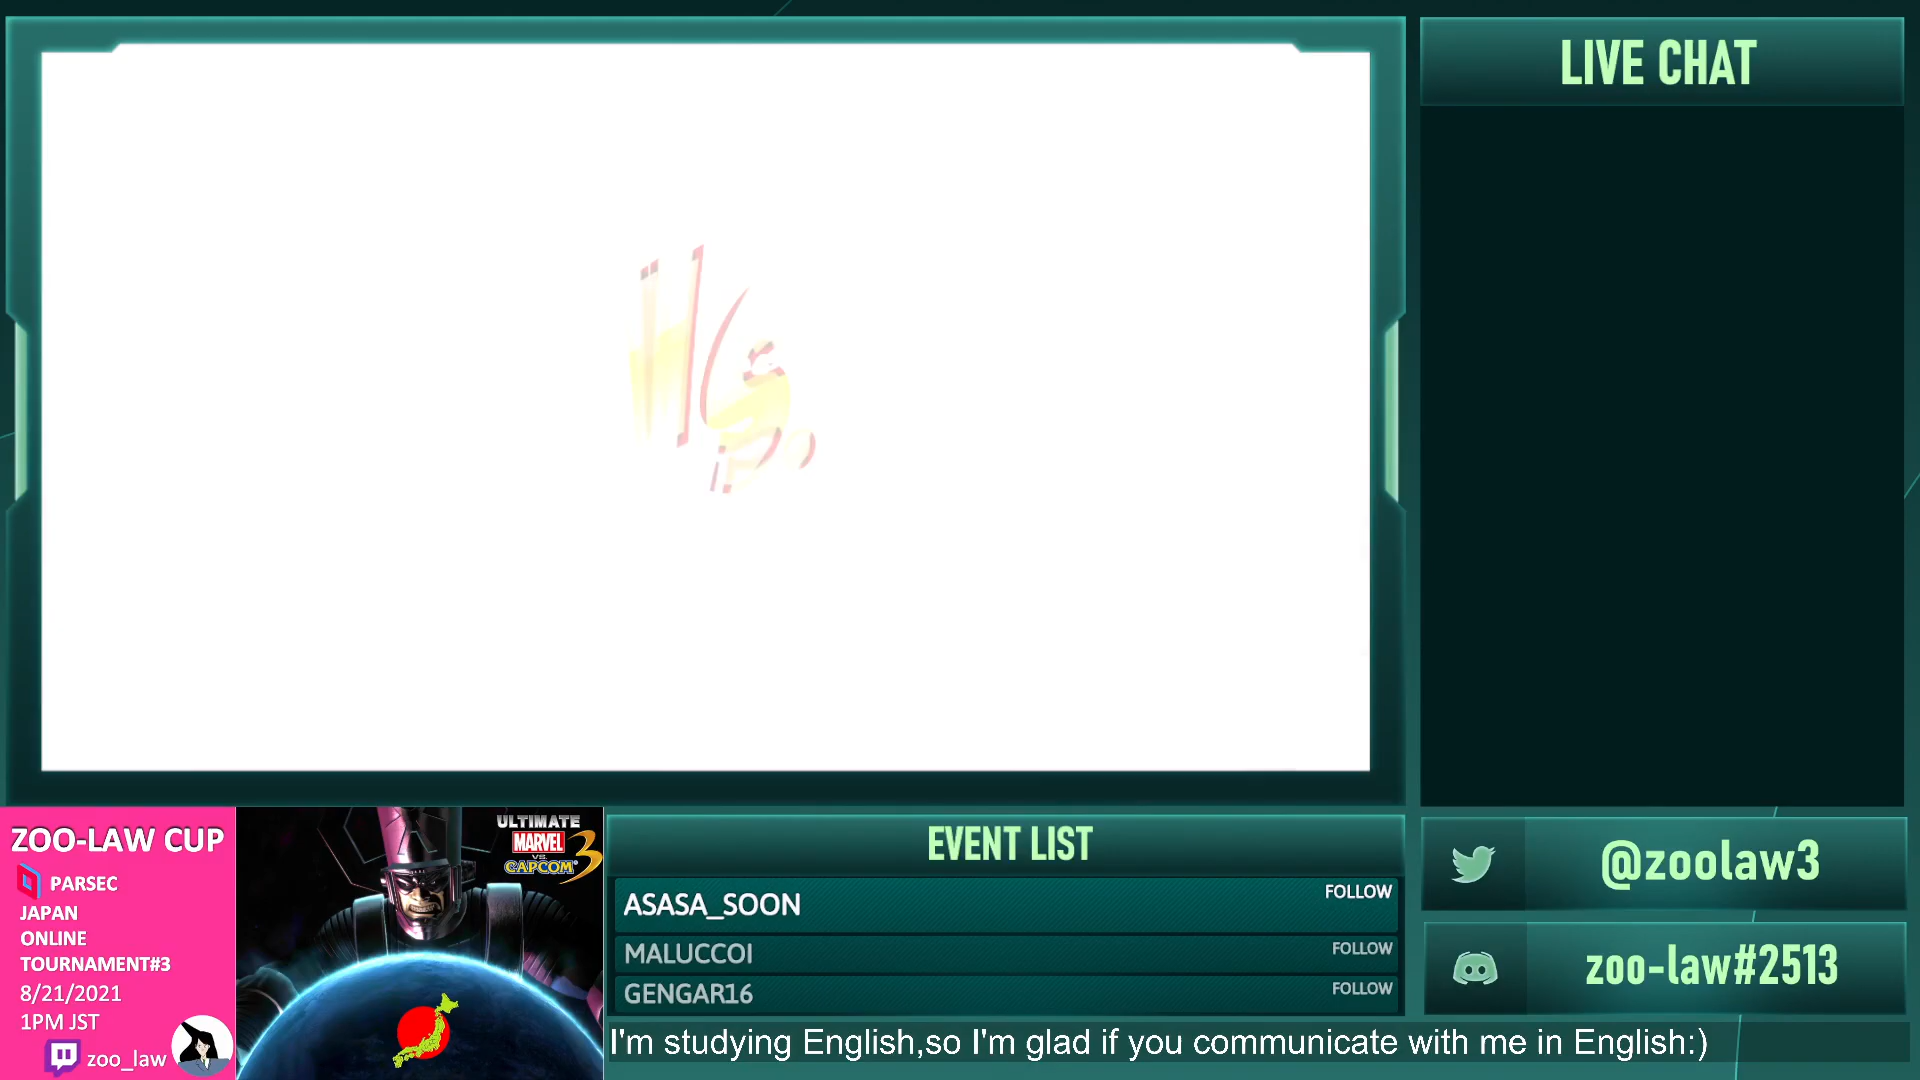 LIVE CHAT
ZOO-LAW CUP
PARSEC
JAPAN
ONLINE
TOURNAMENT#3
8/21/2021
1PM JST
zoo_law
ULTIMATE
MARVEL
VS.
CAPCOM 3
EVENT LIST
ASASA_SOON FOLLOW
MALUCCOI FOLLOW
GENGAR16 FOLLOW
@zoolaw3
zoo-law#2513
I'm studying English,so I'm glad if you communicate with me in English:)